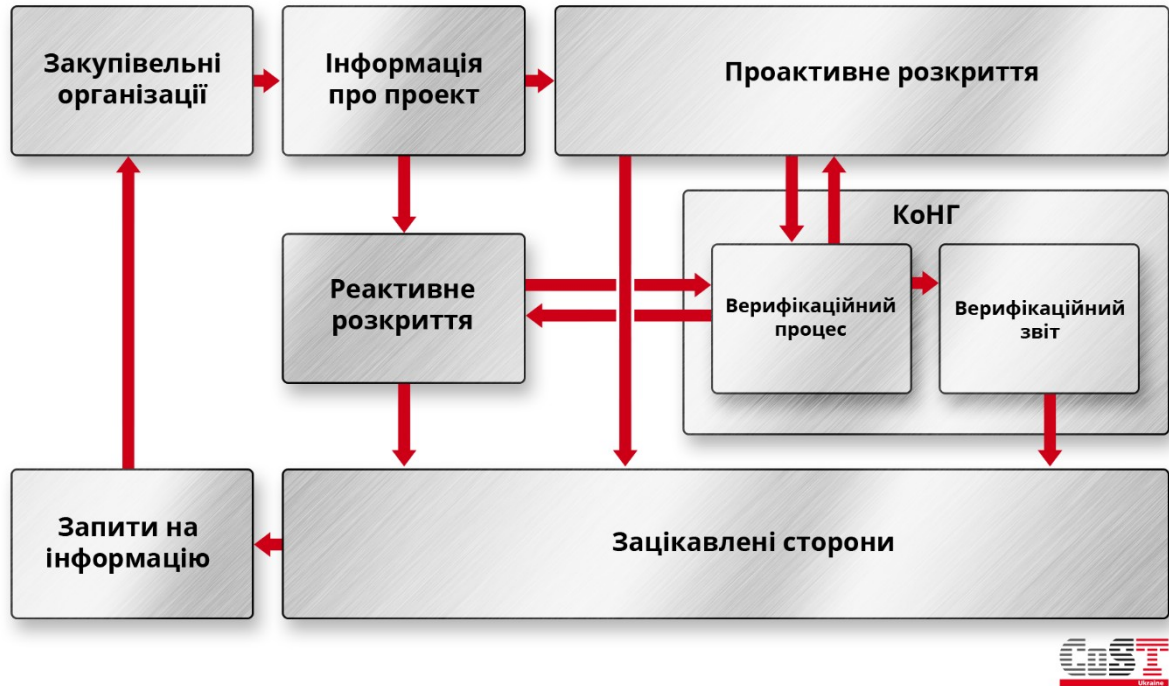 Закупівельні
організації
Інформація
про проект
Проактивне розкриття
КоНГ
Реактивне
розкриття
Верифікаційний
процес
Верифікаційний
звіт
Запити на
інформацію
Зацікавлені сторони
CoST
Ukraine